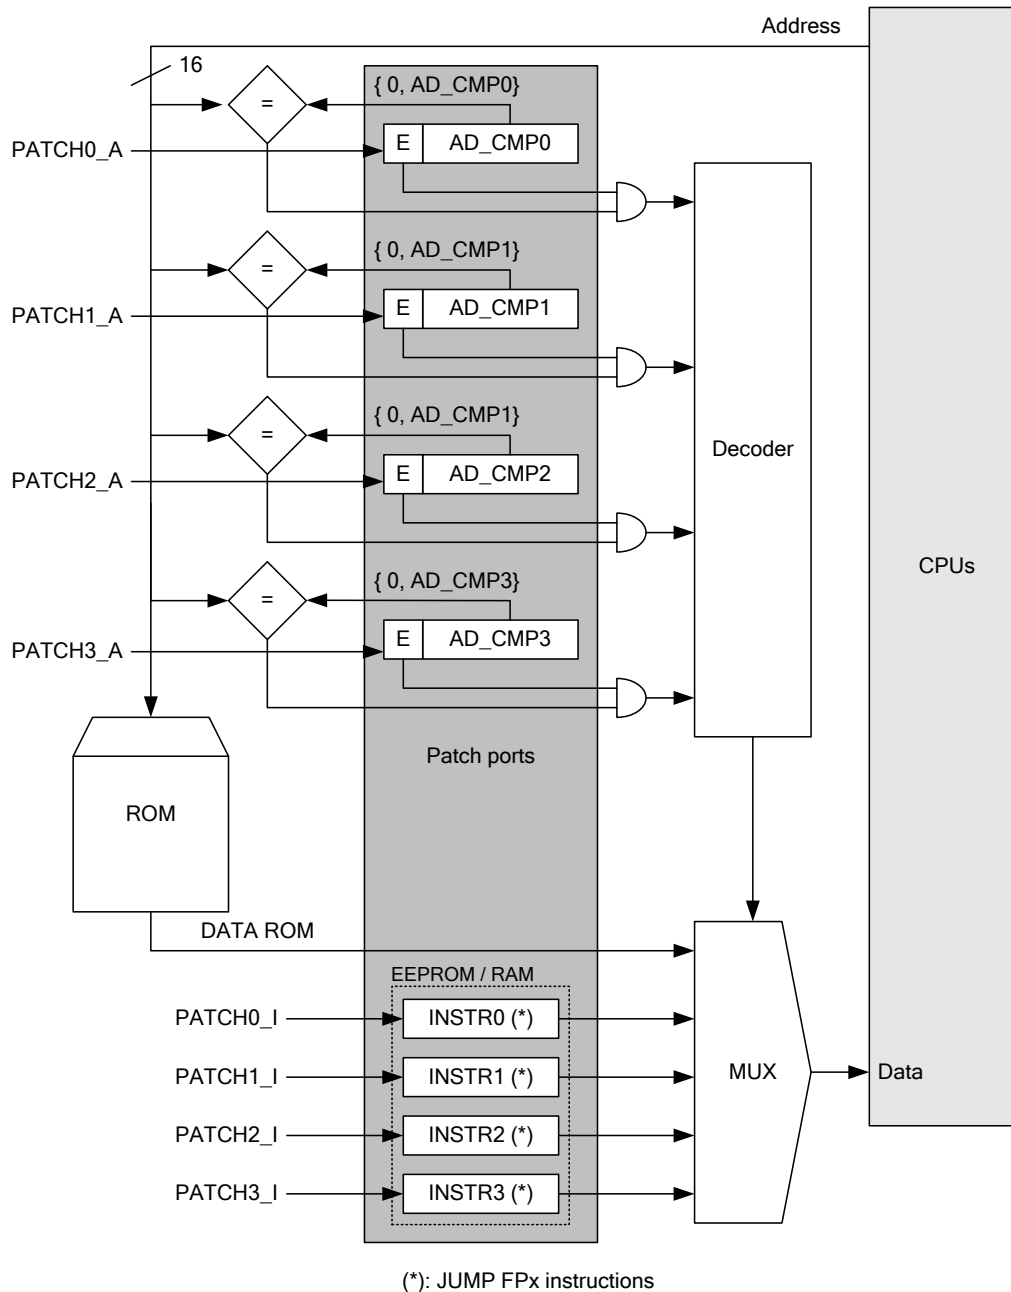 Address
16
{ 0, AD_CMP0}
=
PATCH0_A
E AD_CMP0
{ 0, AD_CMP1}
=
PATCH1_A
E AD_CMP1
{ 0, AD_CMP1}
=
PATCH2_A
E AD_CMP2
Decoder
CPUs
{ 0, AD_CMP3}
=
PATCH3_A
E AD_CMP3
Patch ports
ROM
DATA ROM
EEPROM / RAM
PATCH0_I
INSTR0 (*)
PATCH1_I
INSTR1 (*)
MUX
Data
PATCH2_I
INSTR2 (*)
PATCH3_I
INSTR3 (*)
(*): JUMP FPx instructions